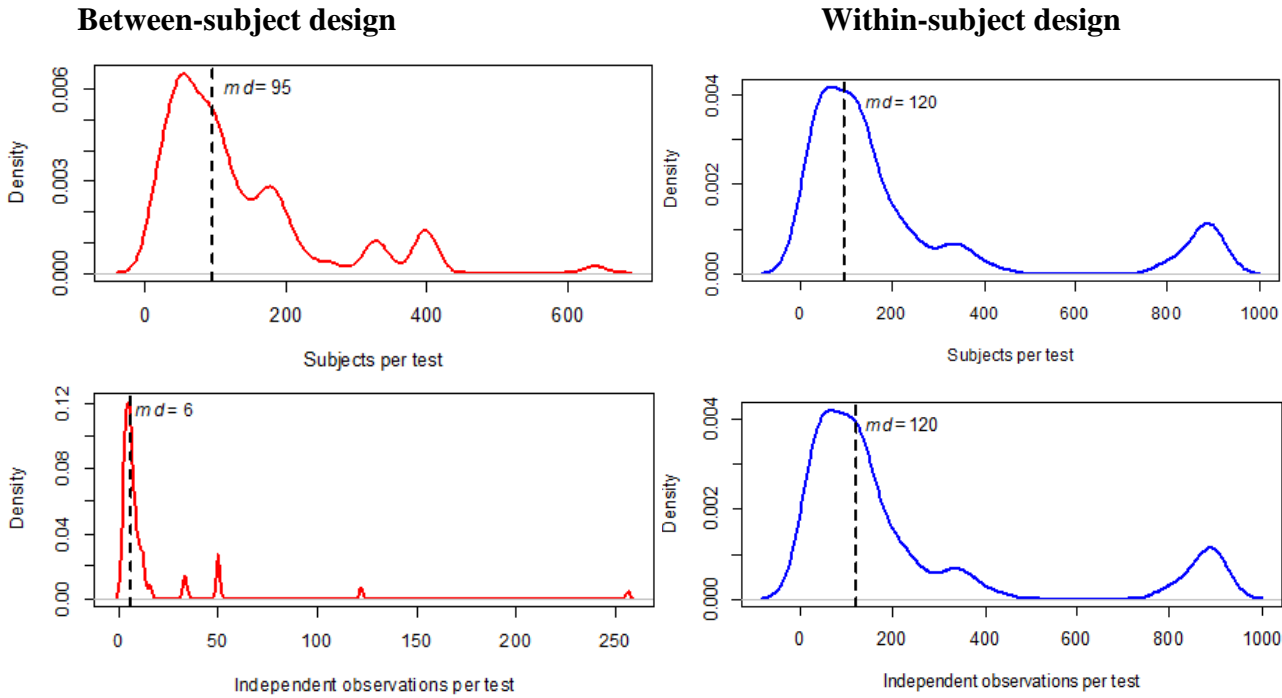 Between-subject design
Within-subject design
md = 95
Density
0.000 0.003 0.006
0 200 400 600
Subjects per test
md = 120
Density
0.000 0.002 0.004
0 200 400 600 800 1000
Subjects per test
md = 6
Density
0.00 0.04 0.08 0.12
0 50 100 150 200 250
Independent observations per test
md = 120
Density
0.000 0.002 0.004
0 200 400 600 800 1000
Independent observations per test